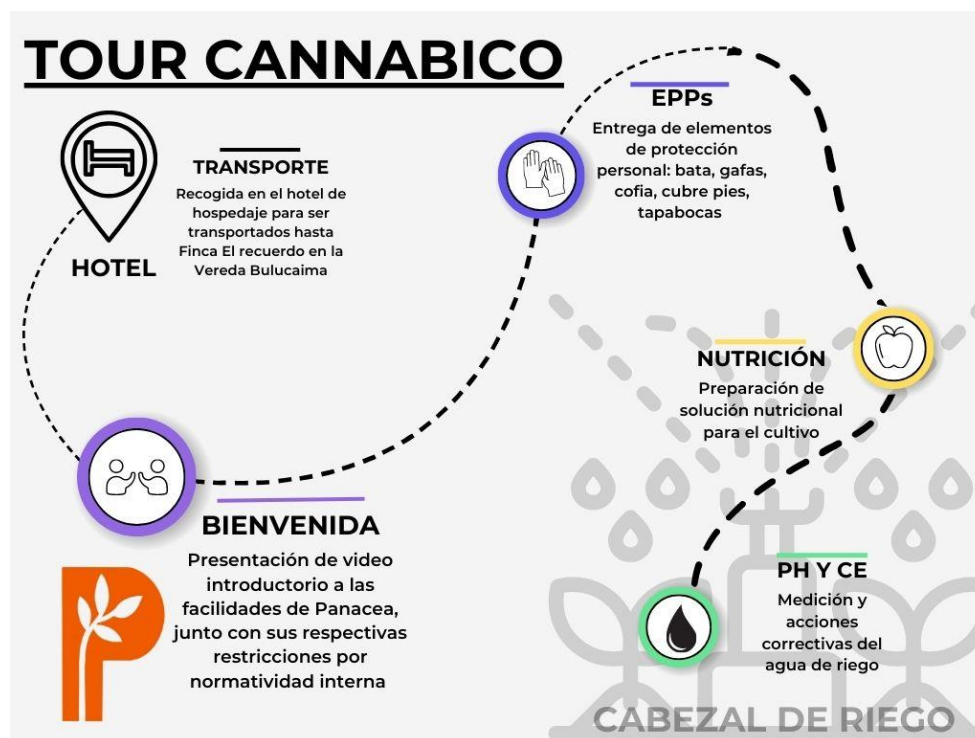 TOUR CANNABICO
HOTEL
TRANSPORTE
Recogida en el hotel de
hospedaje para ser
transportados hasta
Finca El recuerdo en la
Vereda Bulucaima
BIENVENIDA
Presentación de video
introductorio a las
facilidades de Panacea,
junto con sus respectivas
restricciones por
normatividad interna
EPPs
Entrega de elementos
de protección
personal: bata, gafas,
cofia, cubre pies,
tapabocas
NUTRICIÓN
Preparación de
solución nutricional
para el cultivo
PH Y CE
Medición y
acciones
correctivas del
agua de riego
CABEZAL DE RIEGO